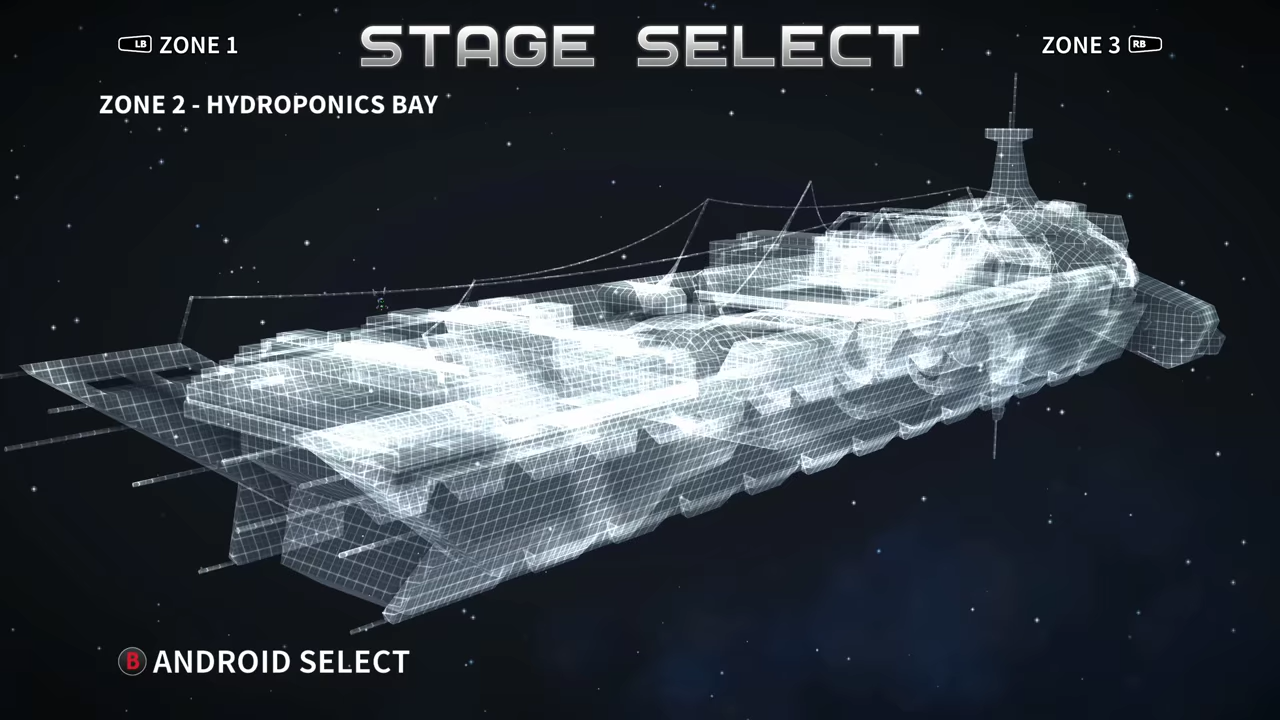 STAGE SELECT
LB ZONE 1
ZONE 3 RB
ZONE 2 - HYDROPONICS BAY
B ANDROID SELECT